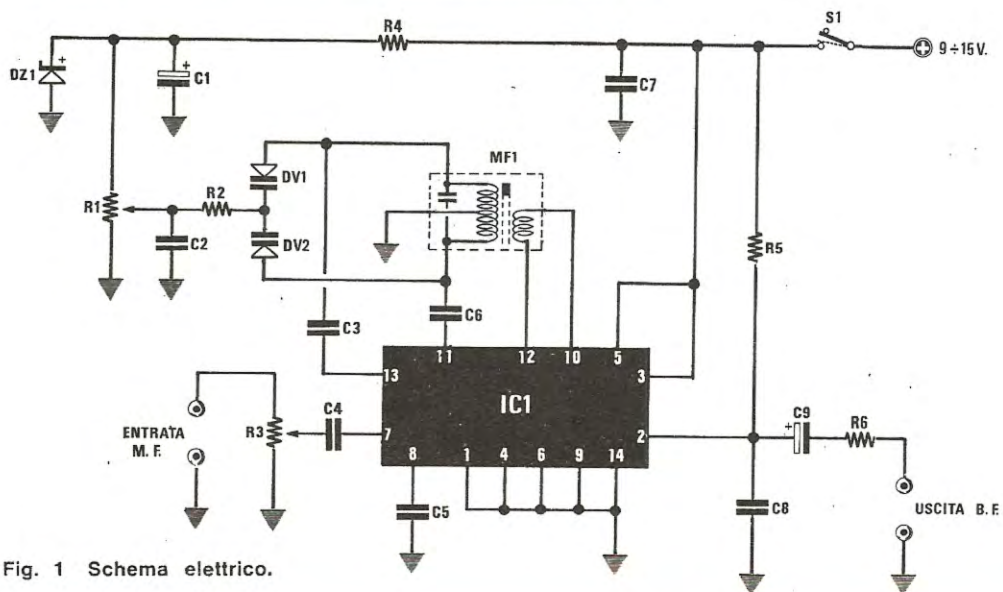 S1
R4
9÷15V.
DZ1
+
C1
+
C7
MF1
DV1
R2
R1
DV2
C2
R5
C3
C6
11
12
10
5
13
3
IC1
C9
ENTRATA
M. F.
R3
C4
7
2
+
R6
8
1
4
6
9
14
C5
C8
USCITA B. F.
Fig. 1 Schema elettrico.